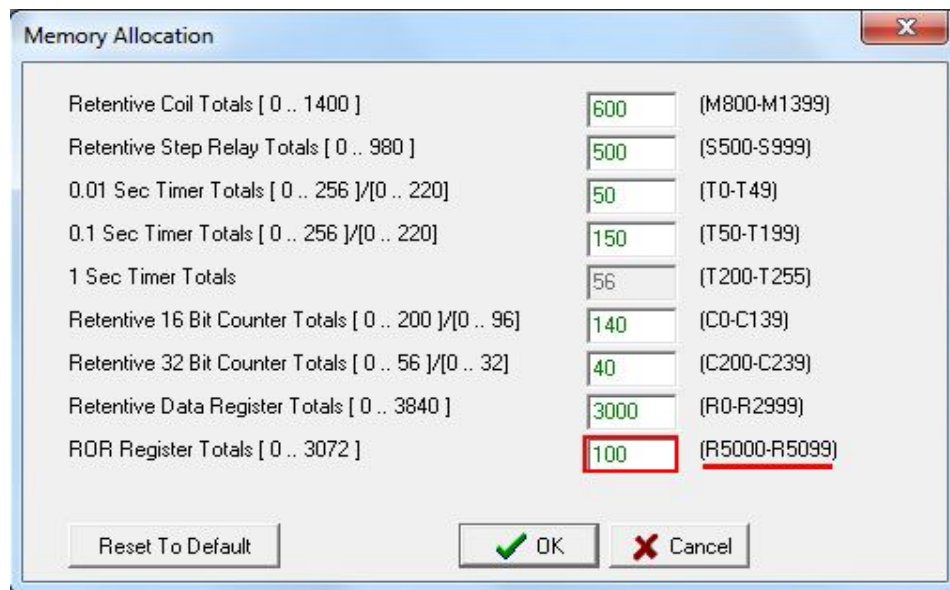 Memory Allocation
Retentive Coil Totals [ 0 .. 1400 ] 600 (M800-M1399)
Retentive Step Relay Totals [ 0 .. 980 ] 500 (S500-S999)
0.01 Sec Timer Totals [ 0 .. 256 ]/[0 .. 220] 50 (T0-T49)
0.1 Sec Timer Totals [ 0 .. 256 ]/[0 .. 220] 150 (T50-T199)
1 Sec Timer Totals 56 (T200-T255)
Retentive 16 Bit Counter Totals [ 0 .. 200 ]/[0 .. 96] 140 (C0-C139)
Retentive 32 Bit Counter Totals [ 0 .. 56 ]/[0 .. 32] 40 (C200-C239)
Retentive Data Register Totals [ 0 .. 3840 ] 3000 (R0-R2999)
ROR Register Totals [ 0 .. 3072 ] 100 (R5000-R5099)
Reset To Default OK Cancel